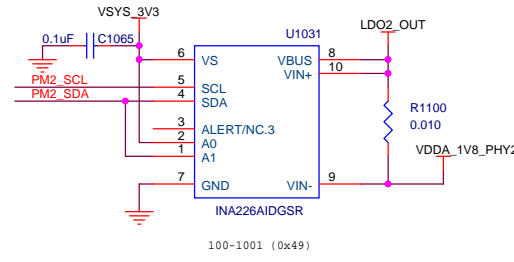 VSYS_3V3
U1031
LDO2_OUT
0.1uF
C1065
6
VS
VBUS
8
VIN+
10
PM2_SCL
5
SCL
PM2_SDA
4
SDA
R1100
0.010
3
ALERT/NC.3
2
A0
1
A1
VDDA_1V8_PHY2
7
GND
VIN-
9
INA226AIDGSR
100-1001 (0x49)